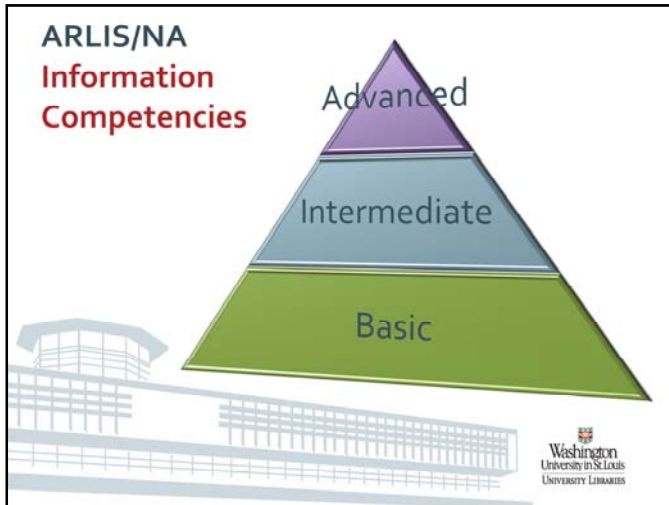 ARLIS/NA
Information
Competencies
Advanced
Intermediate
Basic
Washington
University in St. Louis
UNIVERSITY LIBRARIES